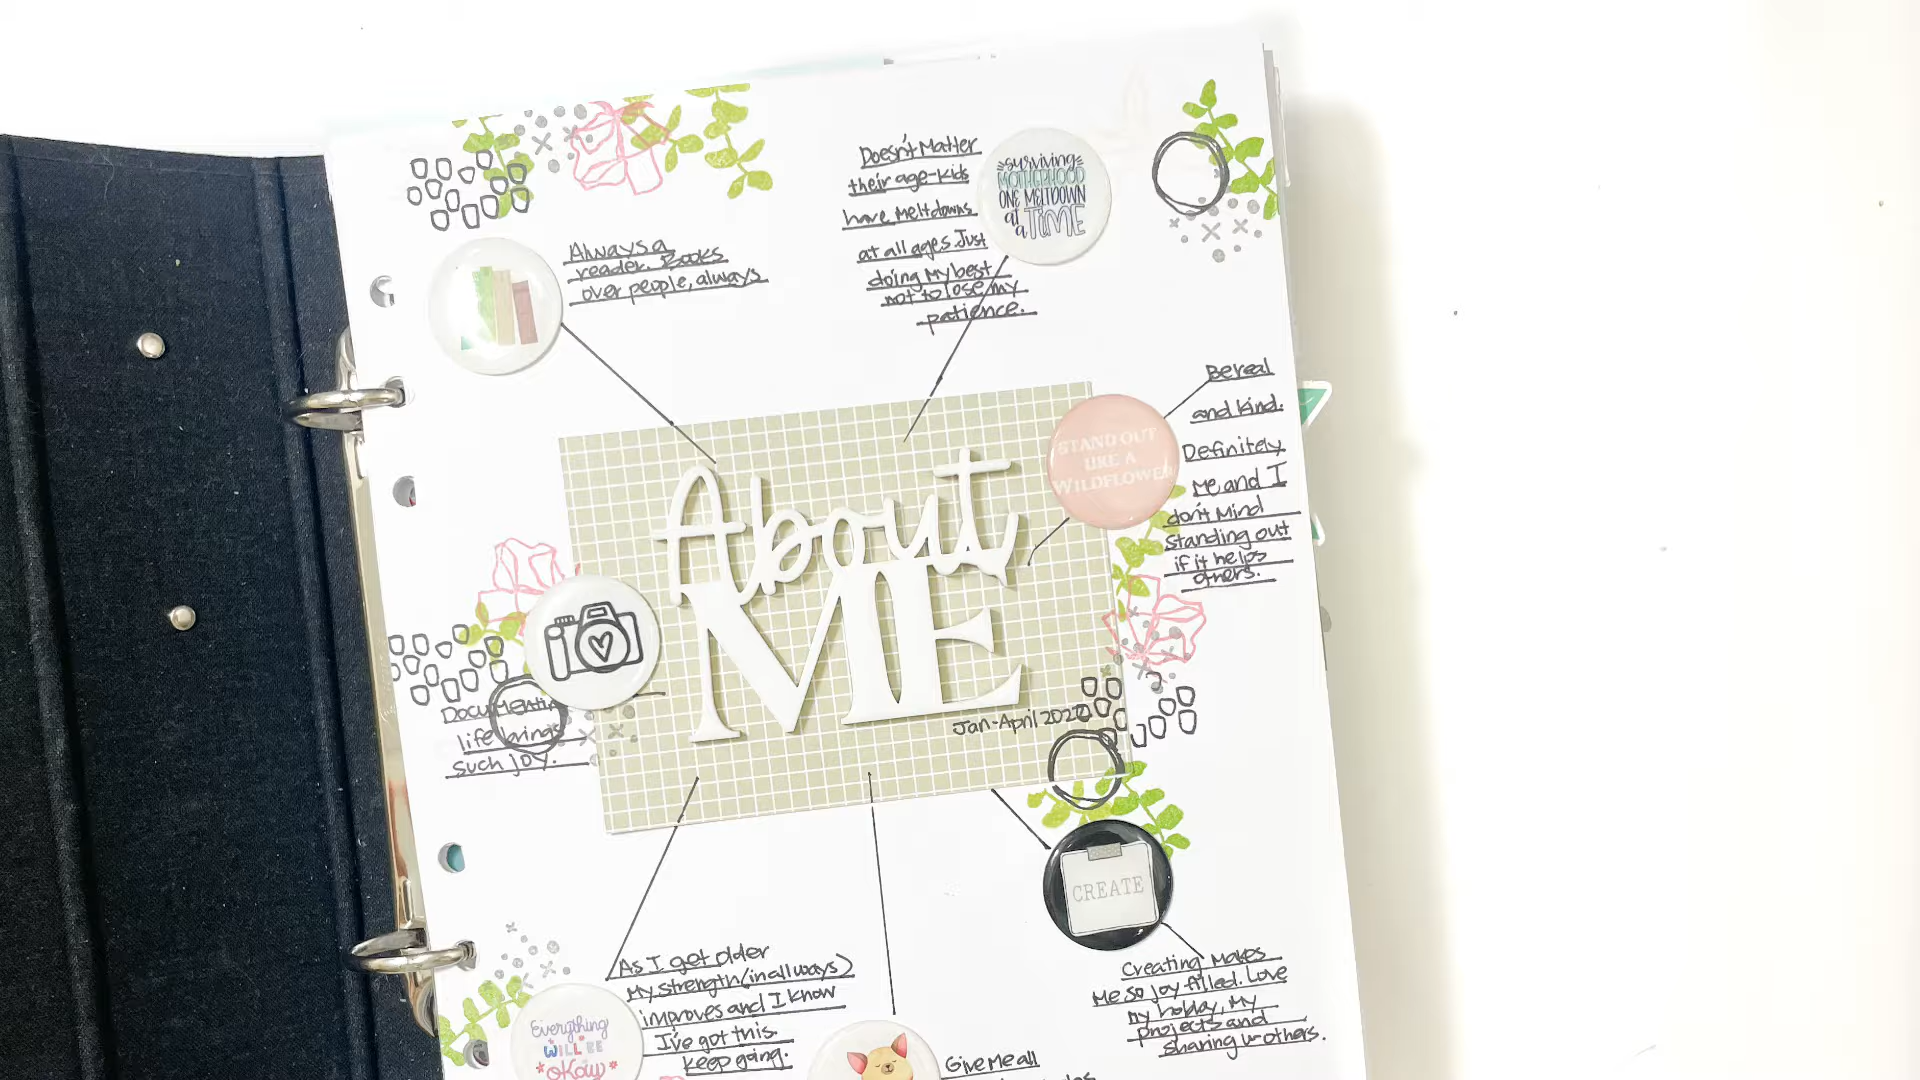 Always a
reader. Books
over people, always
Doesn't Matter
their age-kids
have meltdowns
at all ages. Just
doing my best
not to lose my
patience.
surviving
MOTHERHOOD
ONE MELTDOWN
at
a TIME
Be real
and kind.
Definitely
Me and I
don't mind
standing out
if it helps
others.
STAND OUT
LIKE A
WILDFLOWER
About
ME
Jan-April
Documenting
life brings
such joy.
CREATE
Creating makes
me so joy filled. Love
my hobby, my
projects and
sharing w others.
As I get older
my strength (in all ways)
improves and I know
I've got this.
Keep going.
Everything
WILL BE
OKAY
Give me all